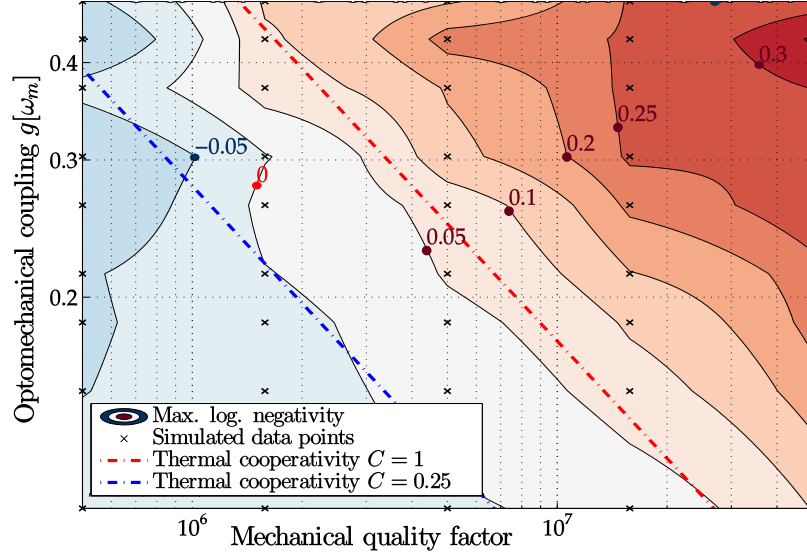 0.4
0.3
0.2
Optomechanical coupling g[ω_m]
0.3
0.25
0.2
−0.05
0
0.1
0.05
Max. log. negativity
Simulated data points
Thermal cooperativity C = 1
Thermal cooperativity C = 0.25
10^6
10^7
Mechanical quality factor